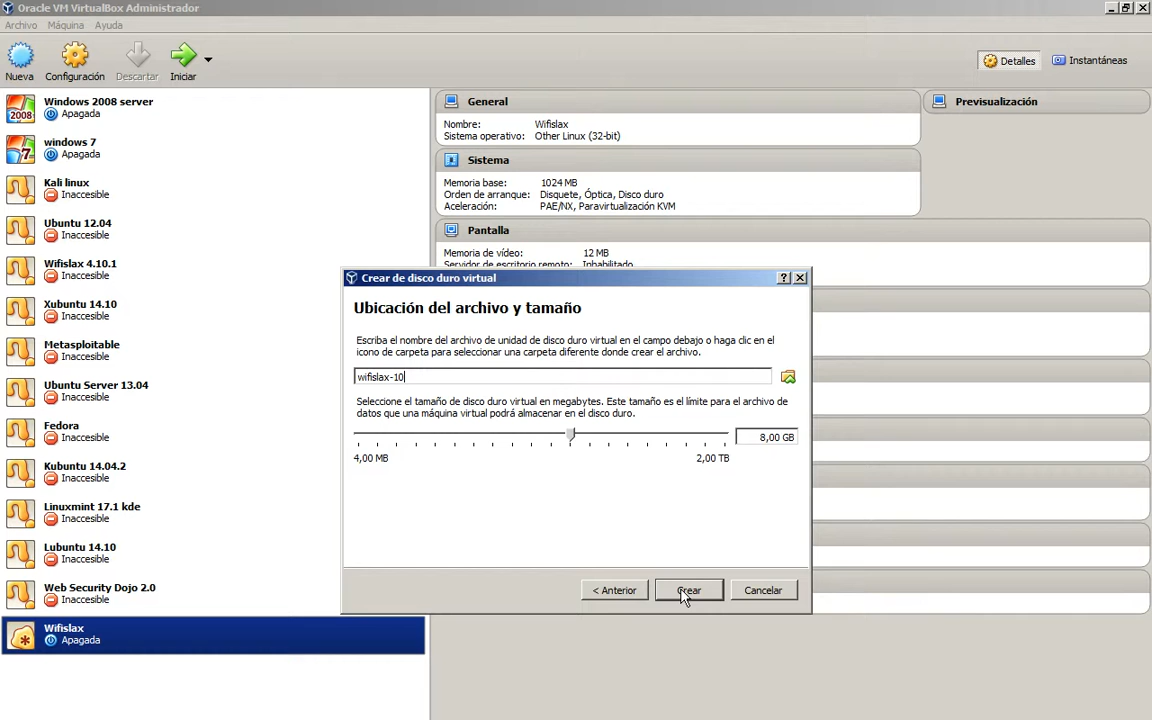 Oracle VM VirtualBox Administrador
Archivo Máquina Ayuda
Nueva Configuración Descartar Iniciar
Detalles Instantáneas
Windows 2008 server
Apagada
windows 7
Apagada
Kali linux
Inaccesible
Ubuntu 12.04
Inaccesible
Wifislax 4.10.1
Inaccesible
Xubuntu 14.10
Inaccesible
Metasploitable
Inaccesible
Ubuntu Server 13.04
Inaccesible
Fedora
Inaccesible
Kubuntu 14.04.2
Inaccesible
Linuxmint 17.1 kde
Inaccesible
Lubuntu 14.10
Inaccesible
Web Security Dojo 2.0
Inaccesible
Wifislax
Apagada
General
Nombre: Wifislax
Sistema operativo: Other Linux (32-bit)
Sistema
Memoria base: 1024 MB
Orden de arranque: Disquete, Óptica, Disco duro
Aceleración: PAE/NX, Paravirtualización KVM
Pantalla
Memoria de vídeo: 12 MB
Servidor de escritorio remoto: Inhabilitado
Previsualización
Crear de disco duro virtual
Ubicación del archivo y tamaño
Escriba el nombre del archivo de unidad de disco duro virtual en el campo debajo o haga clic en el
icono de carpeta para seleccionar una carpeta diferente donde crear el archivo.
wifislax-10
Seleccione el tamaño de disco duro virtual en megabytes. Este tamaño es el límite para el archivo de
datos que una máquina virtual podrá almacenar en el disco duro.
8,00 GB
4,00 MB 2,00 TB
< Anterior Crear Cancelar